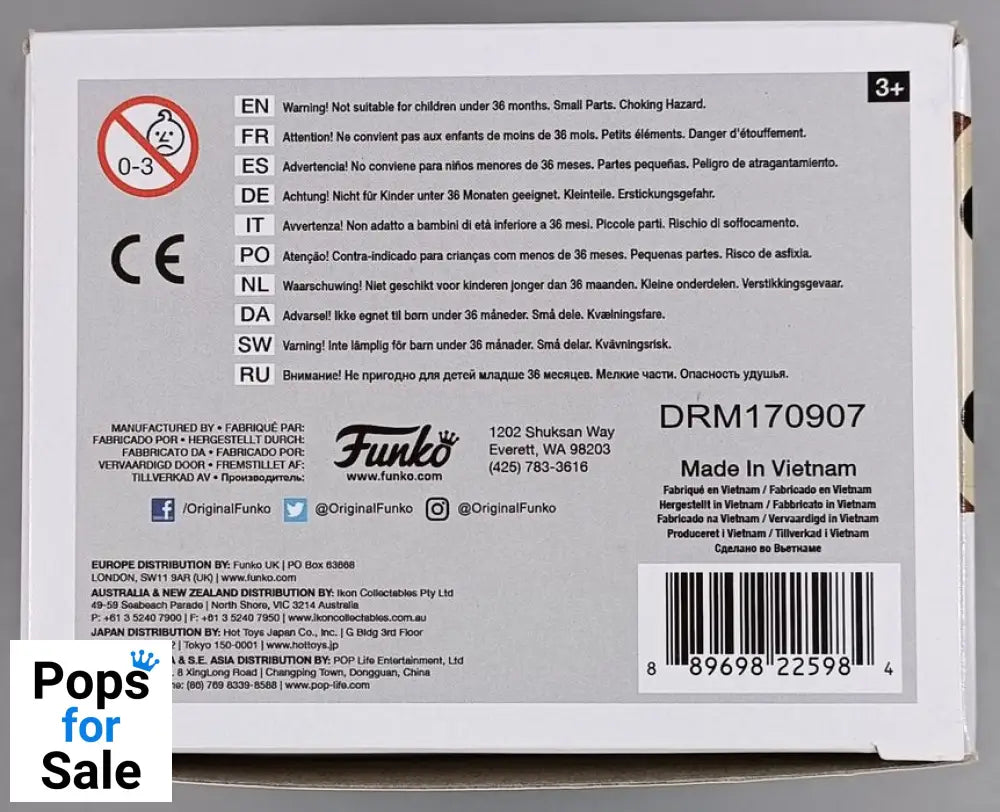 3+
0-3
EN Warning! Not suitable for children under 36 months. Small Parts. Choking Hazard.
FR Attention! Ne convient pas aux enfants de moins de 36 mois. Petits éléments. Danger d'étouffement.
ES Advertencia! No conviene para niños menores de 36 meses. Partes pequeñas. Peligro de atragantamiento.
DE Achtung! Nicht für Kinder unter 36 Monaten geeignet. Kleinteile. Erstickungsgefahr.
IT Avvertenza! Non adatto a bambini di età inferiore a 36 mesi. Piccole parti. Rischio di soffocamento.
PO Atenção! Contra-indicado para crianças com menos de 36 meses. Pequenas partes. Risco de asfixia.
NL Waarschuwing! Niet geschikt voor kinderen jonger dan 36 maanden. Kleine onderdelen. Verstikkingsgevaar.
DA Advarsel! Ikke egnet til børn under 36 måneder. Små dele. Kvælningsfare.
SW Varning! Inte lämplig för barn under 36 månader. Små delar. Kvävningsrisk.
RU Внимание! Не пригодно для детей младше 36 месяцев. Мелкие части. Опасность удушья.
CE
MANUFACTURED BY • FABRIQUÉ PAR:
FABRICADO POR • HERGESTELLT DURCH:
FABBRICATO DA • FABRICADO POR:
VERVAARDIGD DOOR • FREMSTILLET AF:
TILLVERKAD AV • Производитель:
Funko
www.funko.com
1202 Shuksan Way
Everett, WA 98203
(425) 783-3616
/OriginalFunko @OriginalFunko @OriginalFunko
DRM170907
Made In Vietnam
Fabriqué en Vietnam / Fabricado en Vietnam
Hergestellt in Vietnam / Fabbricato in Vietnam
Fabricado na Vietnam / Vervaardigd in Vietnam
Produceret i Vietnam / Tillverkad i Vietnam
Сделано во Вьетнаме
EUROPE DISTRIBUTION BY: Funko UK | PO Box 63668
LONDON, SW11 9AR (UK) | www.funko.com
AUSTRALIA & NEW ZEALAND DISTRIBUTION BY: Ikon Collectables Pty Ltd
49-59 Seabeach Parade | North Shore, VIC 3214 Australia
P: +61 3 5240 7900 | F: +61 3 5240 7950 | www.ikoncollectables.com.au
JAPAN DISTRIBUTION BY: Hot Toys Japan Co., Inc. | G Bldg 3rd Floor
2 | Tokyo 150-0001 | www.hottoys.jp
& S.E. ASIA DISTRIBUTION BY: POP Life Entertainment, Ltd
8 XingLong Road | Changping Town, Dongguan, China
(86) 769 8339-8588 | www.pop-life.com
8 89698 22598 4
Pops
for
Sale